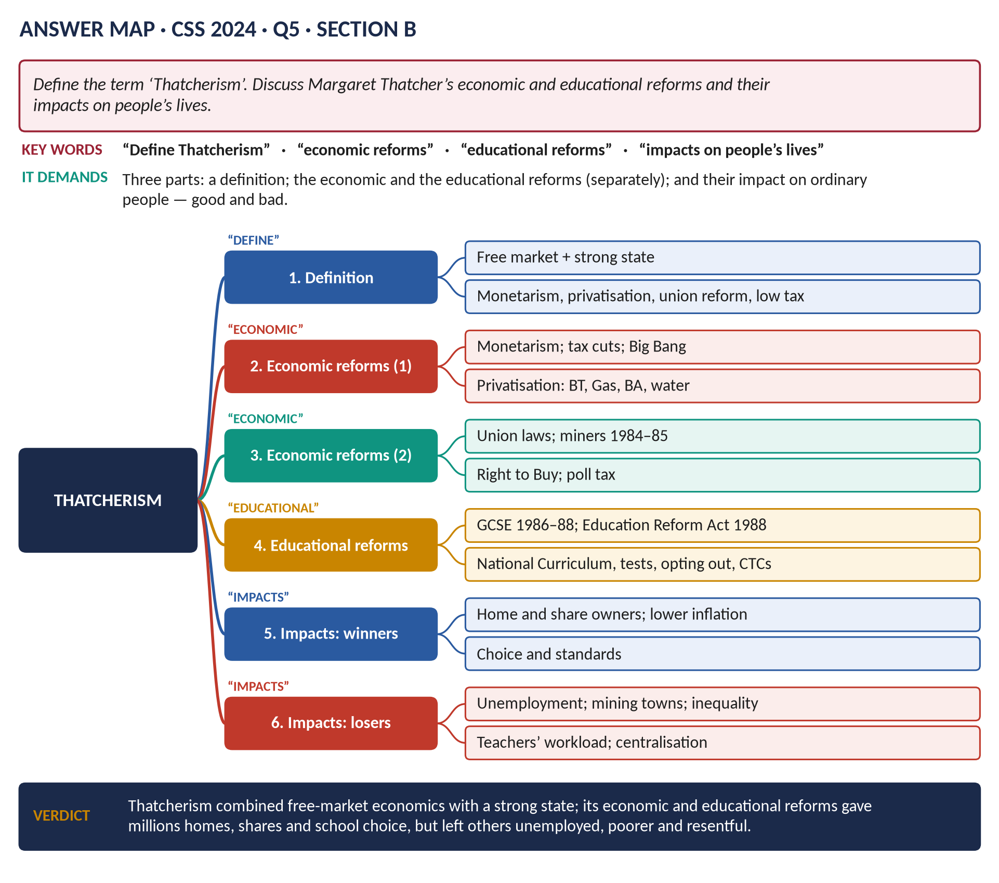 ANSWER MAP · CSS 2024 · Q5 · SECTION B
Define the term ‘Thatcherism’. Discuss Margaret Thatcher’s economic and educational reforms and their
impacts on people’s lives.
KEY WORDS “Define Thatcherism” · “economic reforms” · “educational reforms” · “impacts on people’s lives”
IT DEMANDS Three parts: a definition; the economic and the educational reforms (separately); and their impact on ordinary
people — good and bad.
THATCHERISM
“DEFINE”
1. Definition
Free market + strong state
Monetarism, privatisation, union reform, low tax
“ECONOMIC”
2. Economic reforms (1)
Monetarism; tax cuts; Big Bang
Privatisation: BT, Gas, BA, water
“ECONOMIC”
3. Economic reforms (2)
Union laws; miners 1984–85
Right to Buy; poll tax
“EDUCATIONAL”
4. Educational reforms
GCSE 1986–88; Education Reform Act 1988
National Curriculum, tests, opting out, CTCs
“IMPACTS”
5. Impacts: winners
Home and share owners; lower inflation
Choice and standards
“IMPACTS”
6. Impacts: losers
Unemployment; mining towns; inequality
Teachers’ workload; centralisation
VERDICT Thatcherism combined free-market economics with a strong state; its economic and educational reforms gave
millions homes, shares and school choice, but left others unemployed, poorer and resentful.